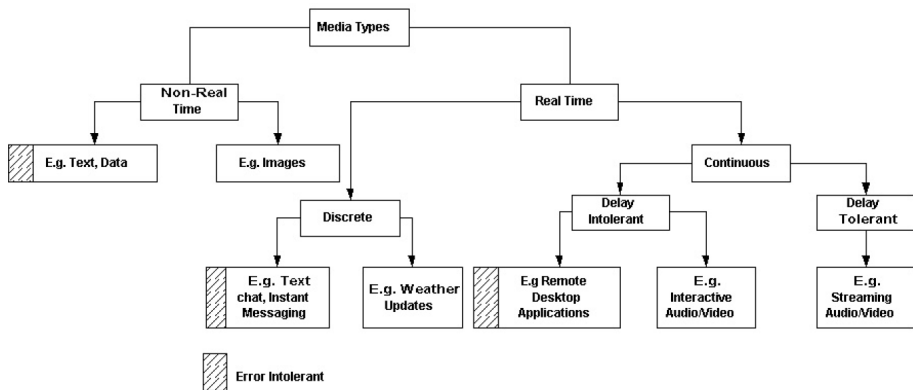 Media Types
Non-Real
Time
Real Time
E.g. Text, Data
E.g. Images
Continuous
Discrete
Delay
Intolerant
Delay
Tolerant
E.g. Text
chat, Instant
Messaging
E.g. Weather
Updates
E.g Remote
Desktop
Applications
E.g.
Interactive
Audio/Video
E.g.
Streaming
Audio/Video
Error Intolerant